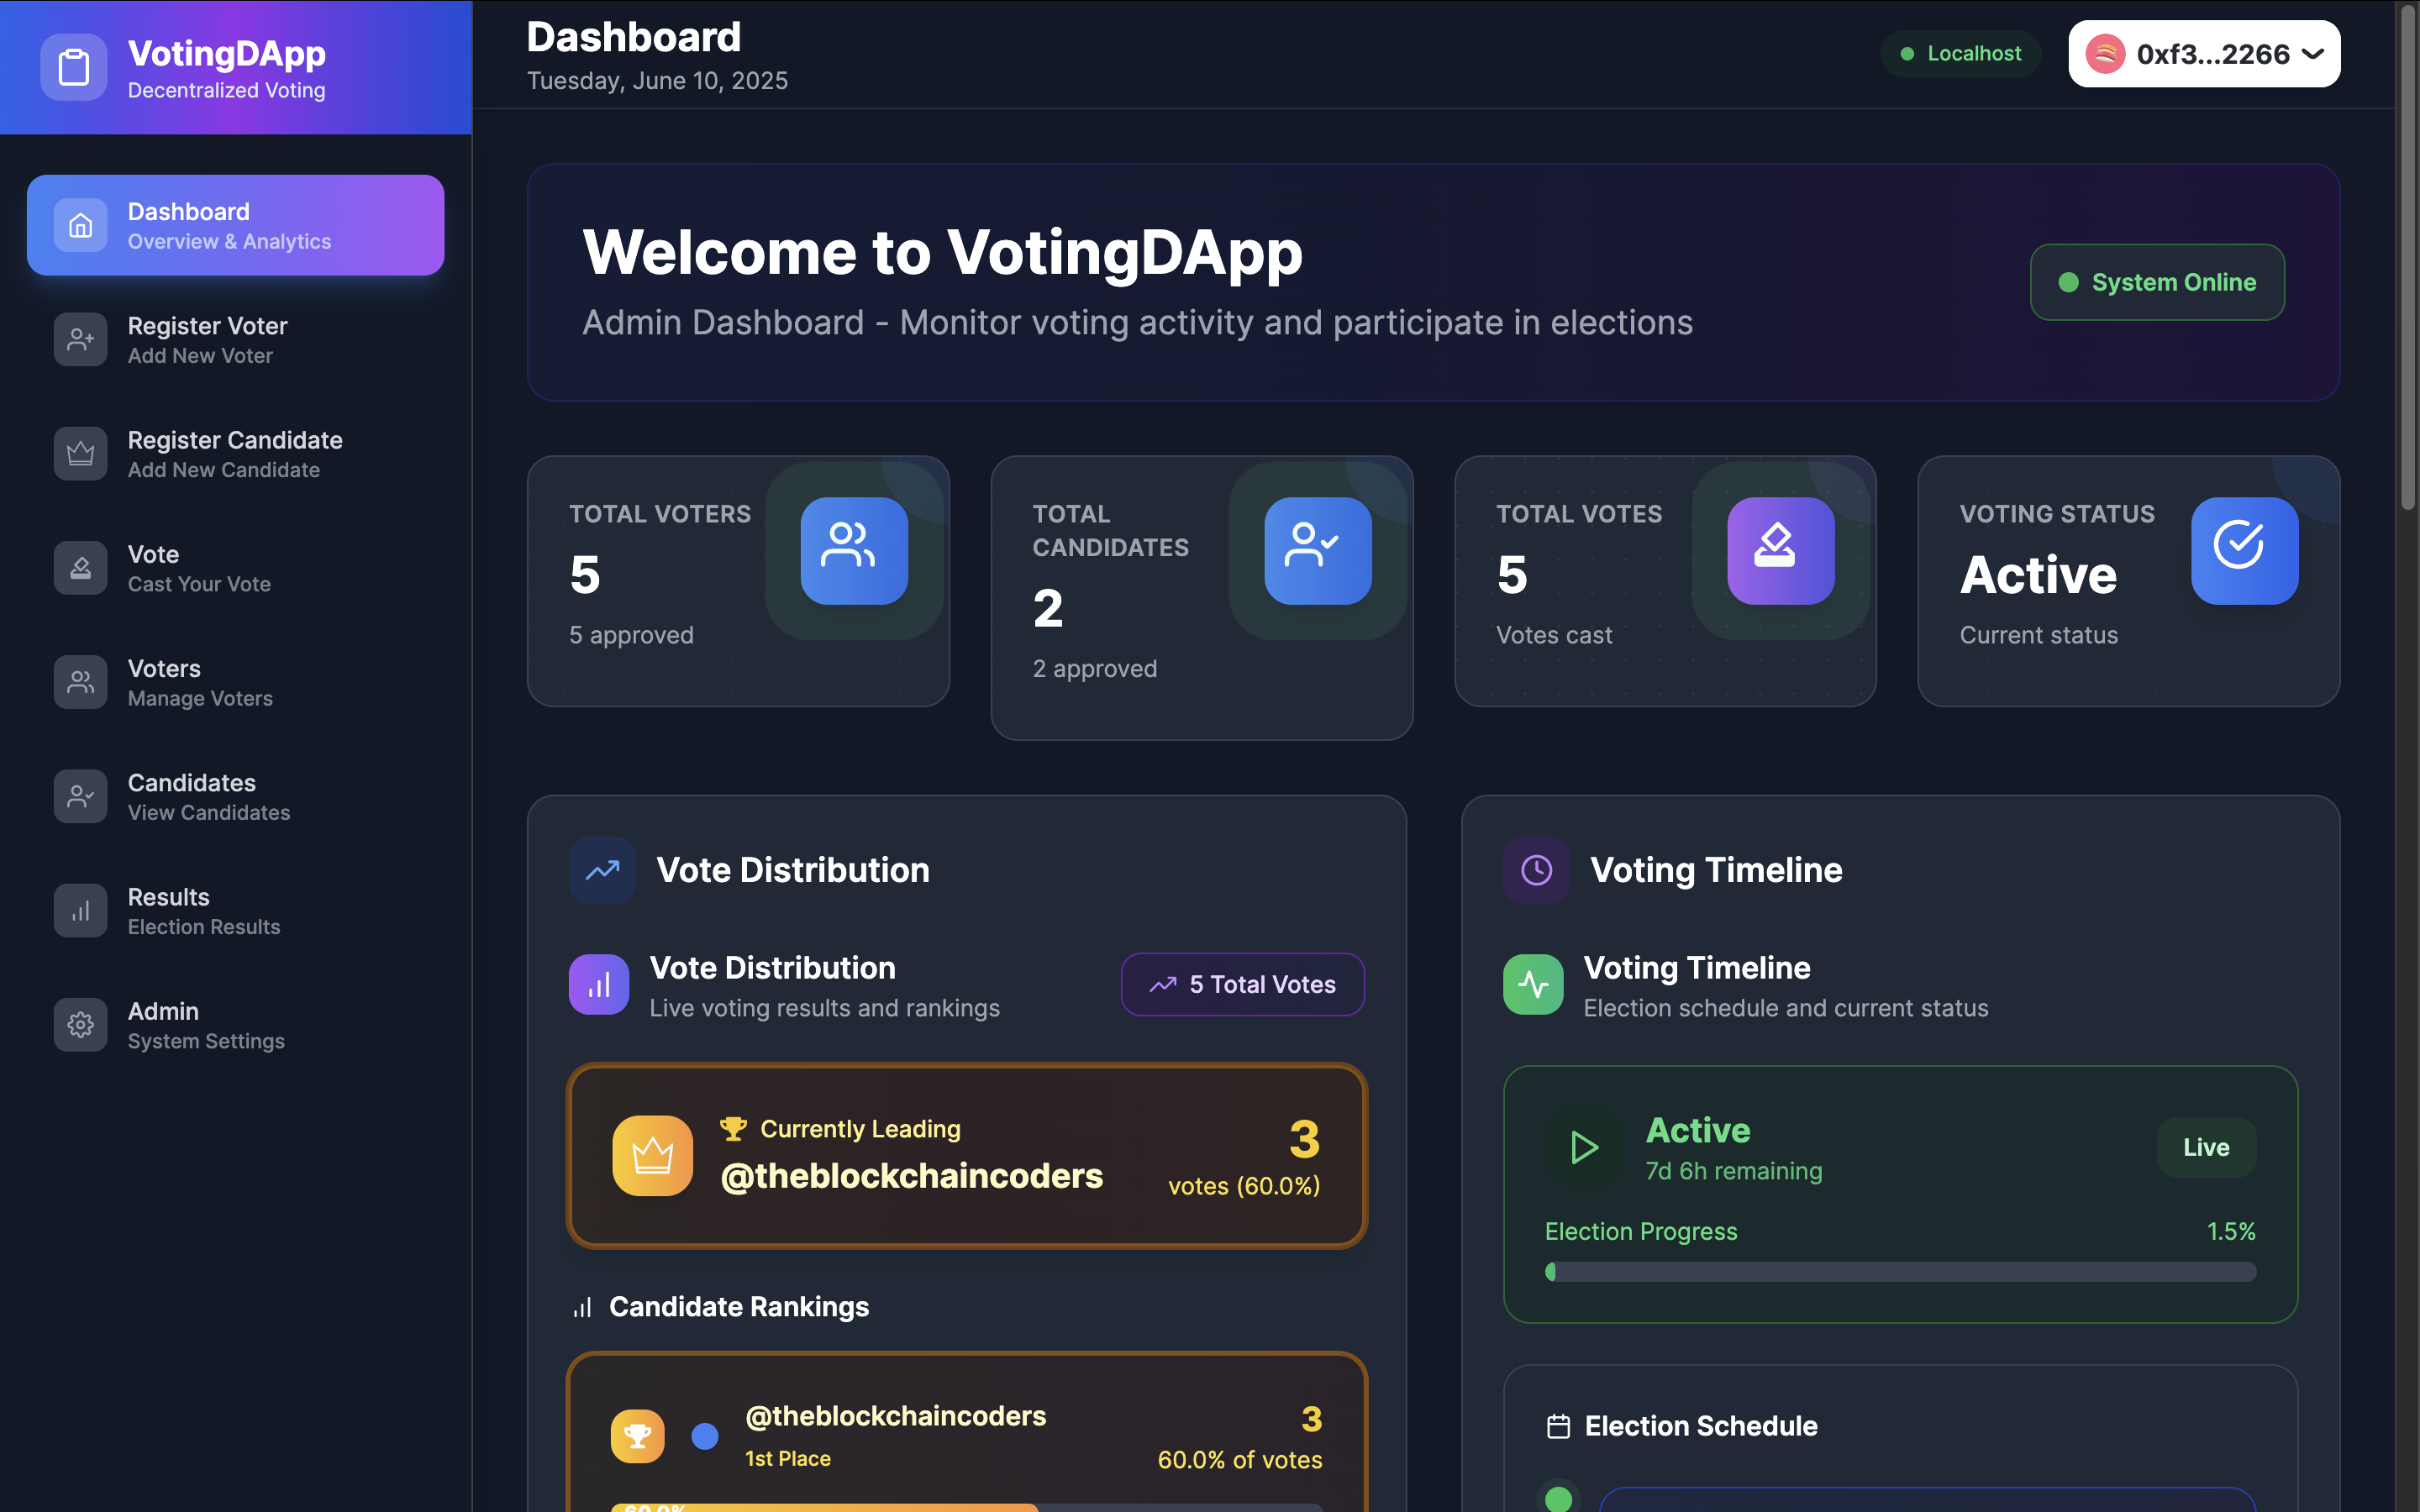 VotingDApp
Decentralized Voting
Dashboard
Overview & Analytics
Register Voter
Add New Voter
Register Candidate
Add New Candidate
Vote
Cast Your Vote
Voters
Manage Voters
Candidates
View Candidates
Results
Election Results
Admin
System Settings
Dashboard
Tuesday, June 10, 2025
Localhost
0xf3...2266
Welcome to VotingDApp
Admin Dashboard - Monitor voting activity and participate in elections
System Online
TOTAL VOTERS
5
5 approved
TOTAL
CANDIDATES
2
2 approved
TOTAL VOTES
5
Votes cast
VOTING STATUS
Active
Current status
Vote Distribution
Vote Distribution
Live voting results and rankings
5 Total Votes
Currently Leading
@theblockchaincoders
3
votes (60.0%)
Candidate Rankings
@theblockchaincoders
1st Place
3
60.0% of votes
60.0%
Voting Timeline
Voting Timeline
Election schedule and current status
Active
7d 6h remaining
Live
Election Progress
1.5%
Election Schedule